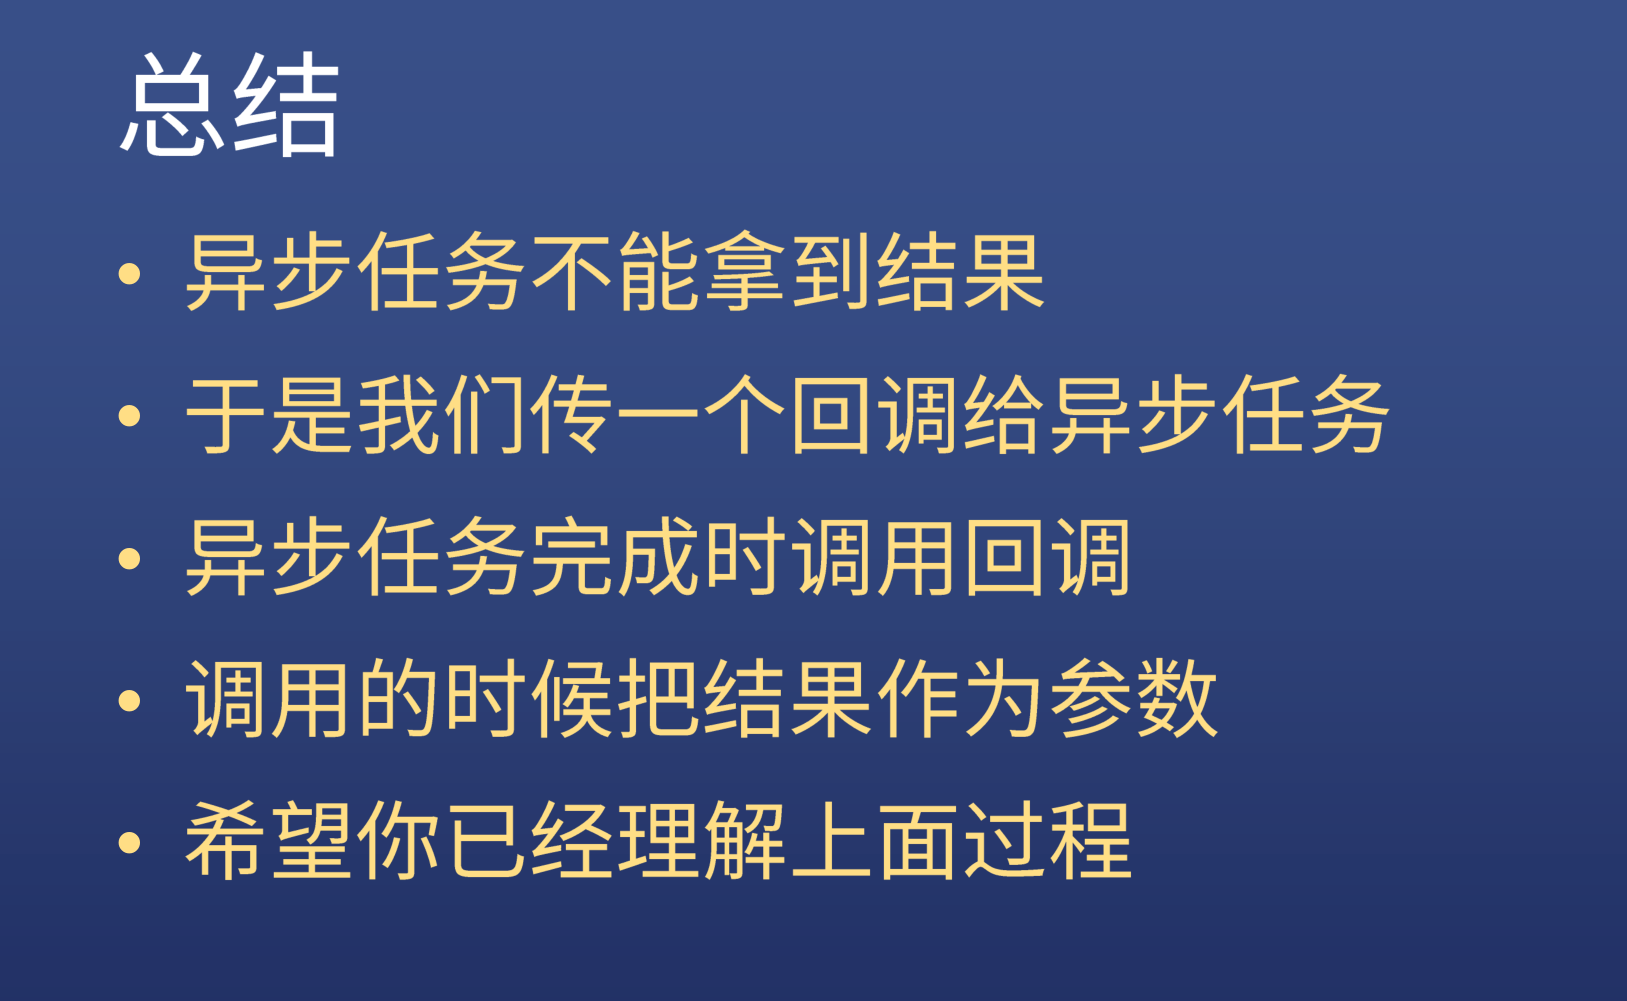 总结
• 异步任务不能拿到结果
• 于是我们传一个回调给异步任务
• 异步任务完成时调用回调
• 调用的时候把结果作为参数
• 希望你已经理解上面过程